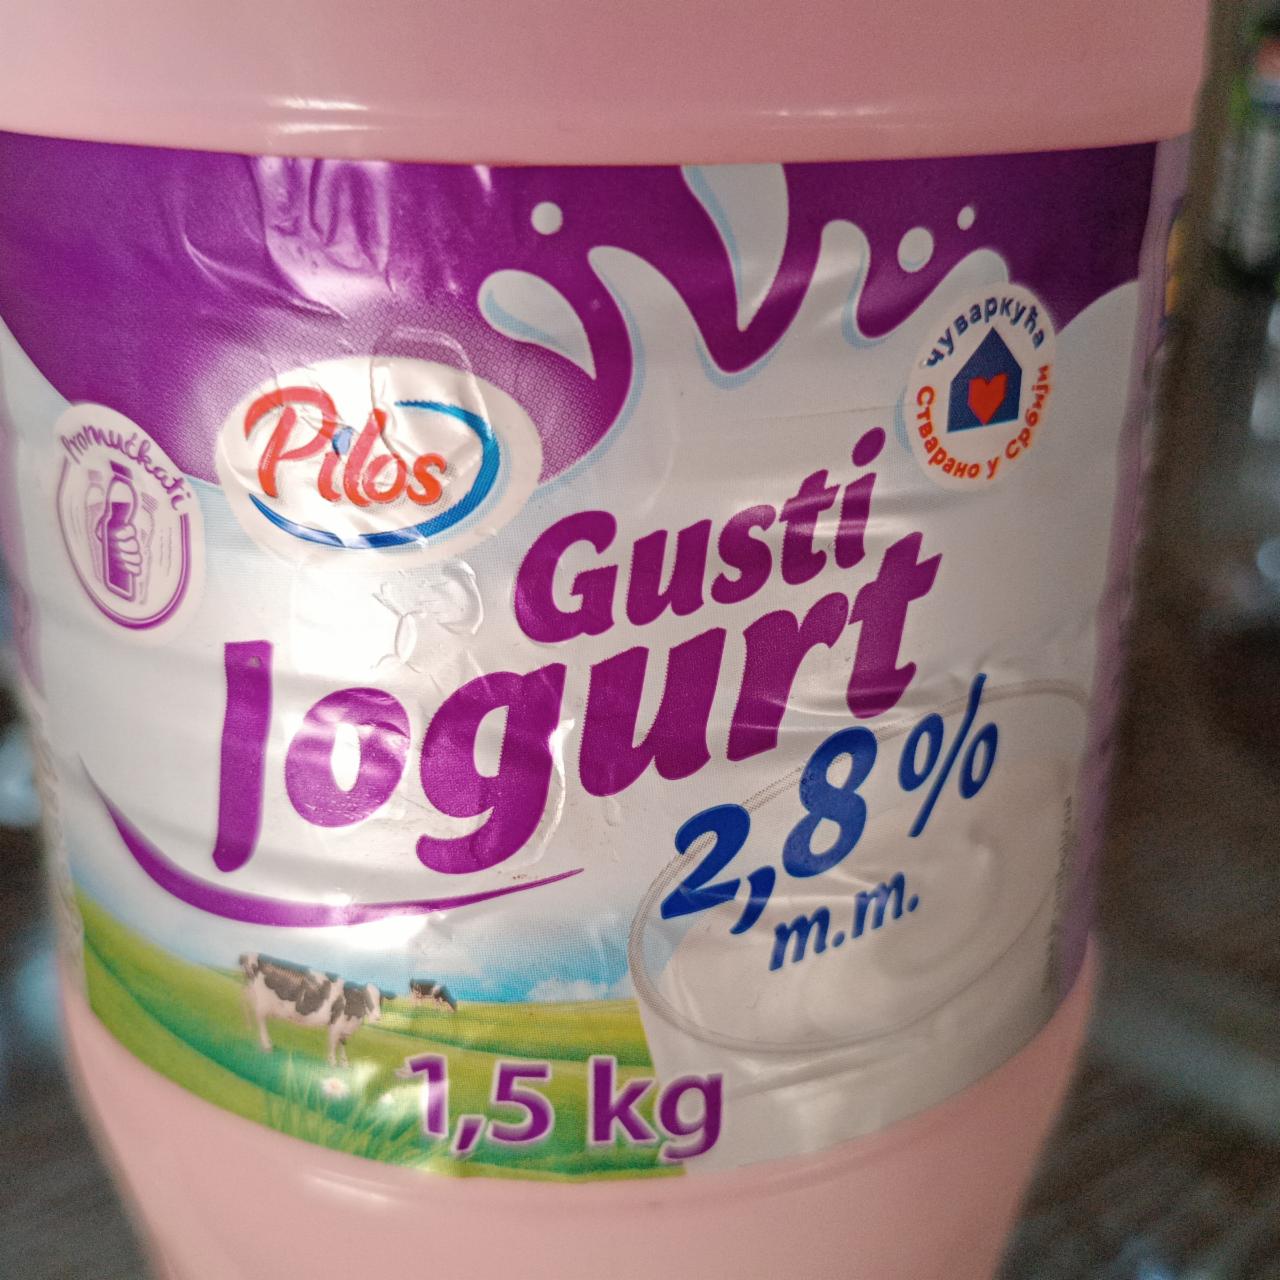 чуваркућа
Стварано у Србији
Pilos
Promućkati
Gusti
Jogurt
2,8%
m.m.
1,5 kg